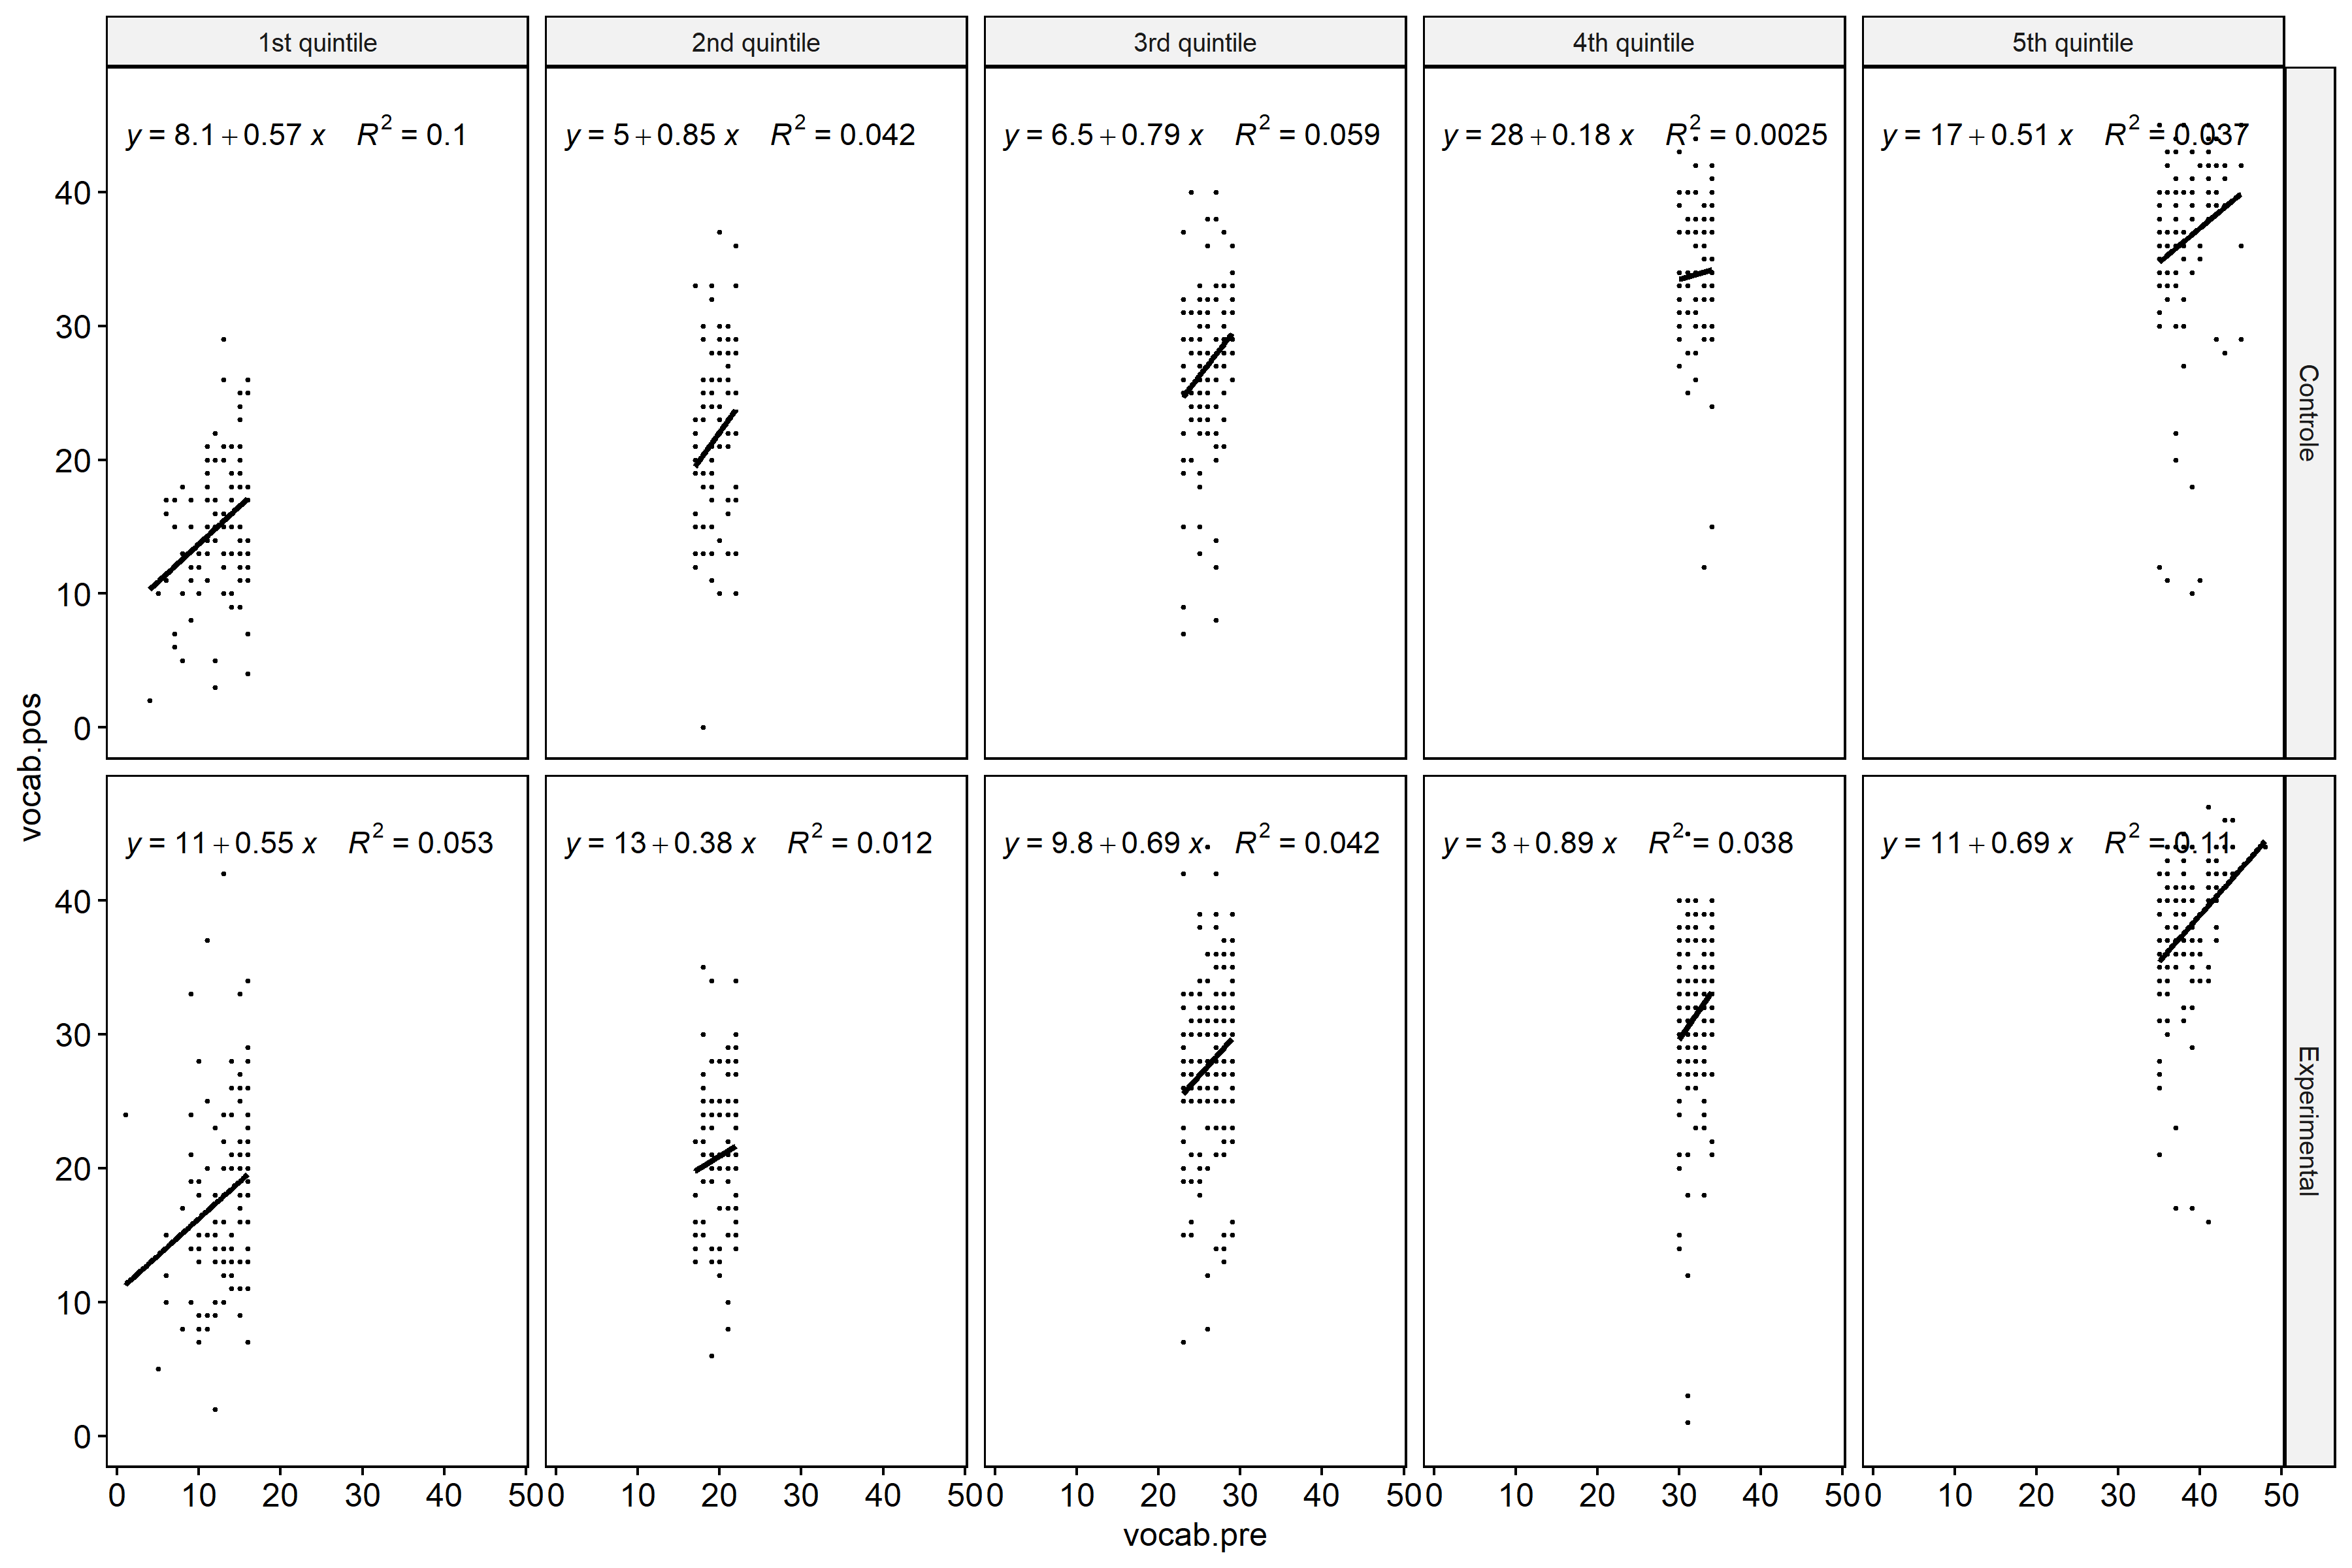 1st quintile 2nd quintile 3rd quintile 4th quintile 5th quintile
y = 8.1 + 0.57 x R² = 0.1
y = 5 + 0.85 x R² = 0.042
y = 6.5 + 0.79 x R² = 0.059
y = 28 + 0.18 x R² = 0.0025
y = 17 + 0.51 x R² = 0.037
40
30
20
10
0
Controle
vocab.pos
y = 11 + 0.55 x R² = 0.053
y = 13 + 0.38 x R² = 0.012
y = 9.8 + 0.69 x R² = 0.042
y = 3 + 0.89 x R² = 0.038
y = 11 + 0.69 x R² = 0.11
40
30
20
10
0
Experimental
0 10 20 30 40 50 0 10 20 30 40 50 0 10 20 30 40 50 0 10 20 30 40 50 0 10 20 30 40 50
vocab.pre